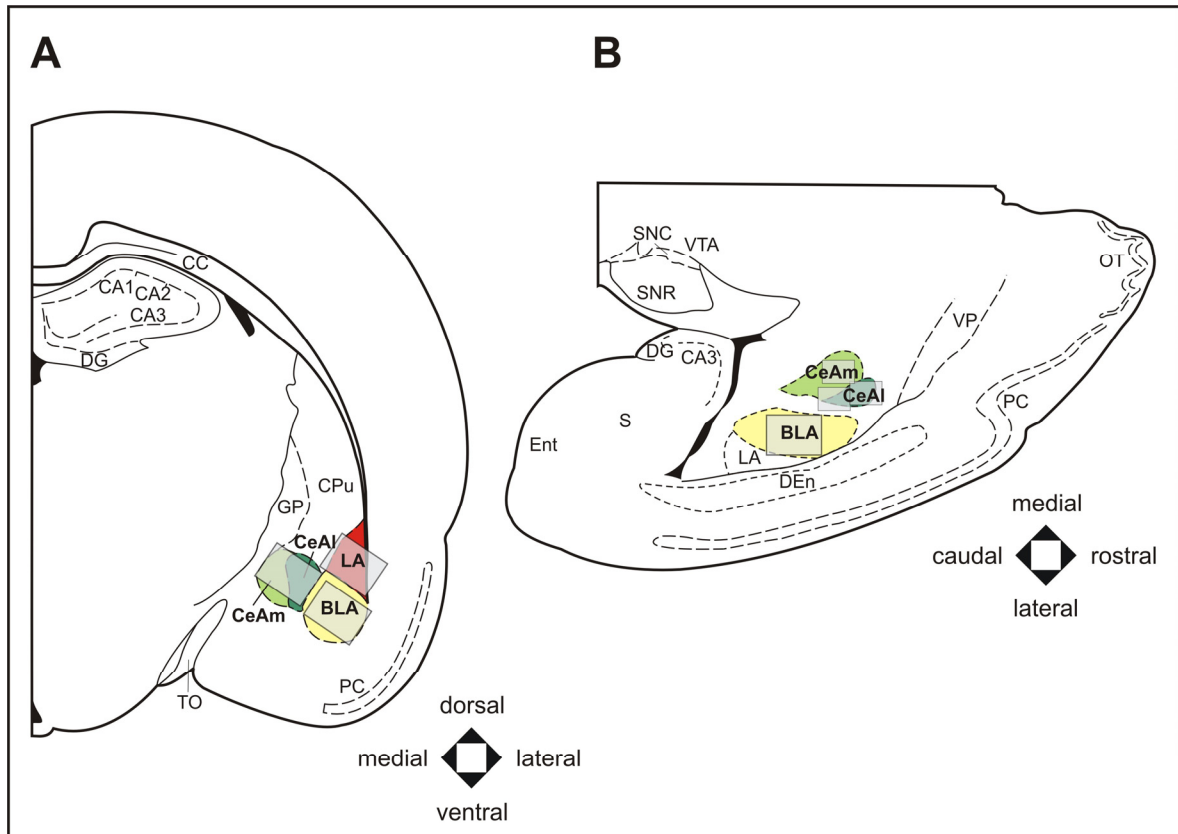 A
CC
CA1
CA2
CA3
DG
CPu
GP
CeAl
LA
CeAm
BLA
PC
TO
dorsal
medial
lateral
ventral
B
SNC
VTA
SNR
OT
VP
DG
CA3
CeAm
CeAl
PC
S
BLA
Ent
LA
DEn
medial
caudal
rostral
lateral